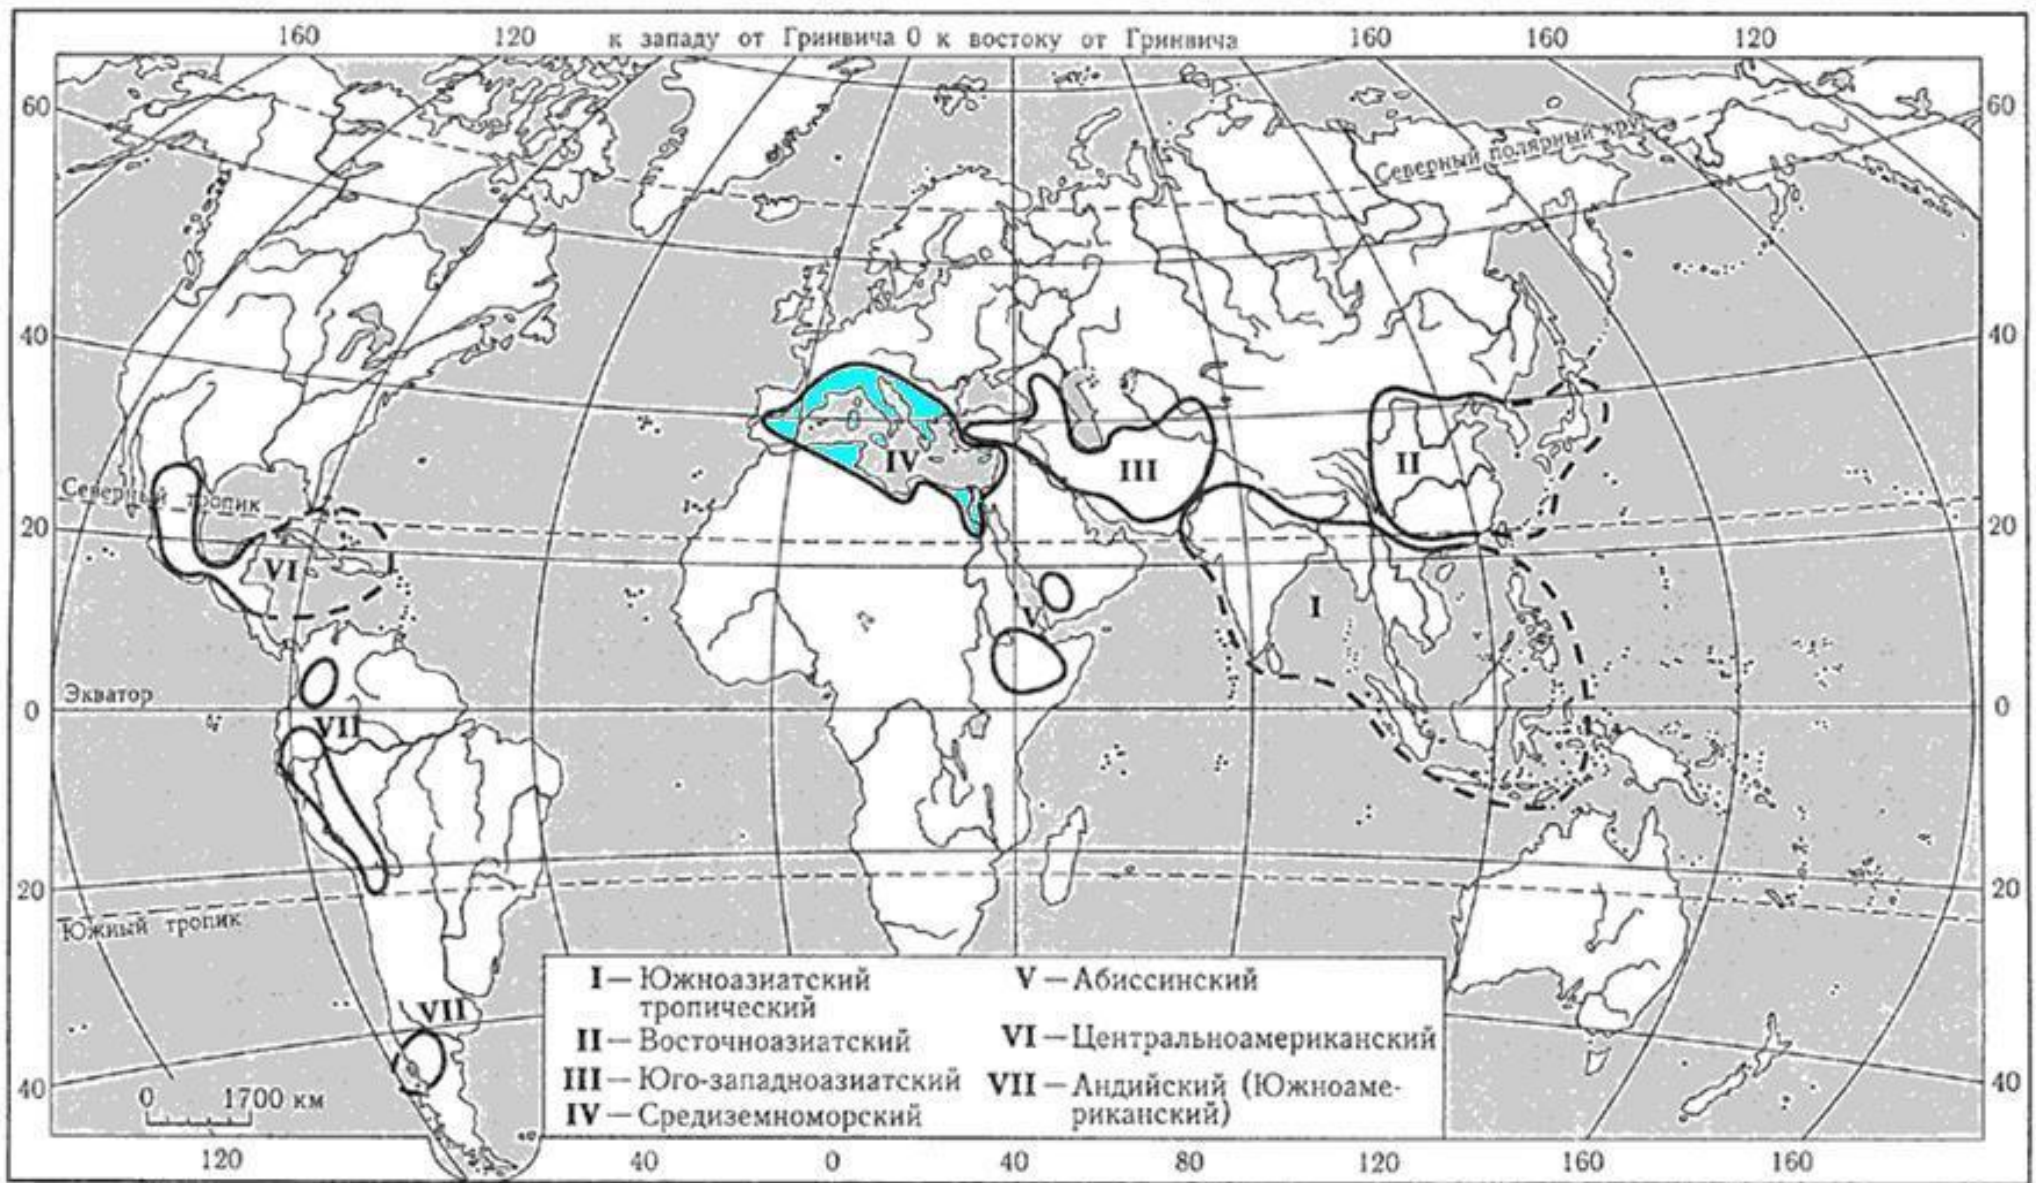 160 120 к западу от Гринвича 0 к востоку от Гринвича 160 160 120
60 60
Северный полярный круг
40 40
IV III II
Северный тропик
20 20
VI I
V
Экватор
0 0
VII
20 20
Южный тропик
VII
40 40
0 1700 км
I — Южноазиатский
тропический
II — Восточноазиатский
III — Юго-западноазиатский
IV — Средиземноморский
V — Абиссинский
VI — Центральноамериканский
VII — Андийский (Южноаме-
риканский)
120 40 0 40 80 120 160 160